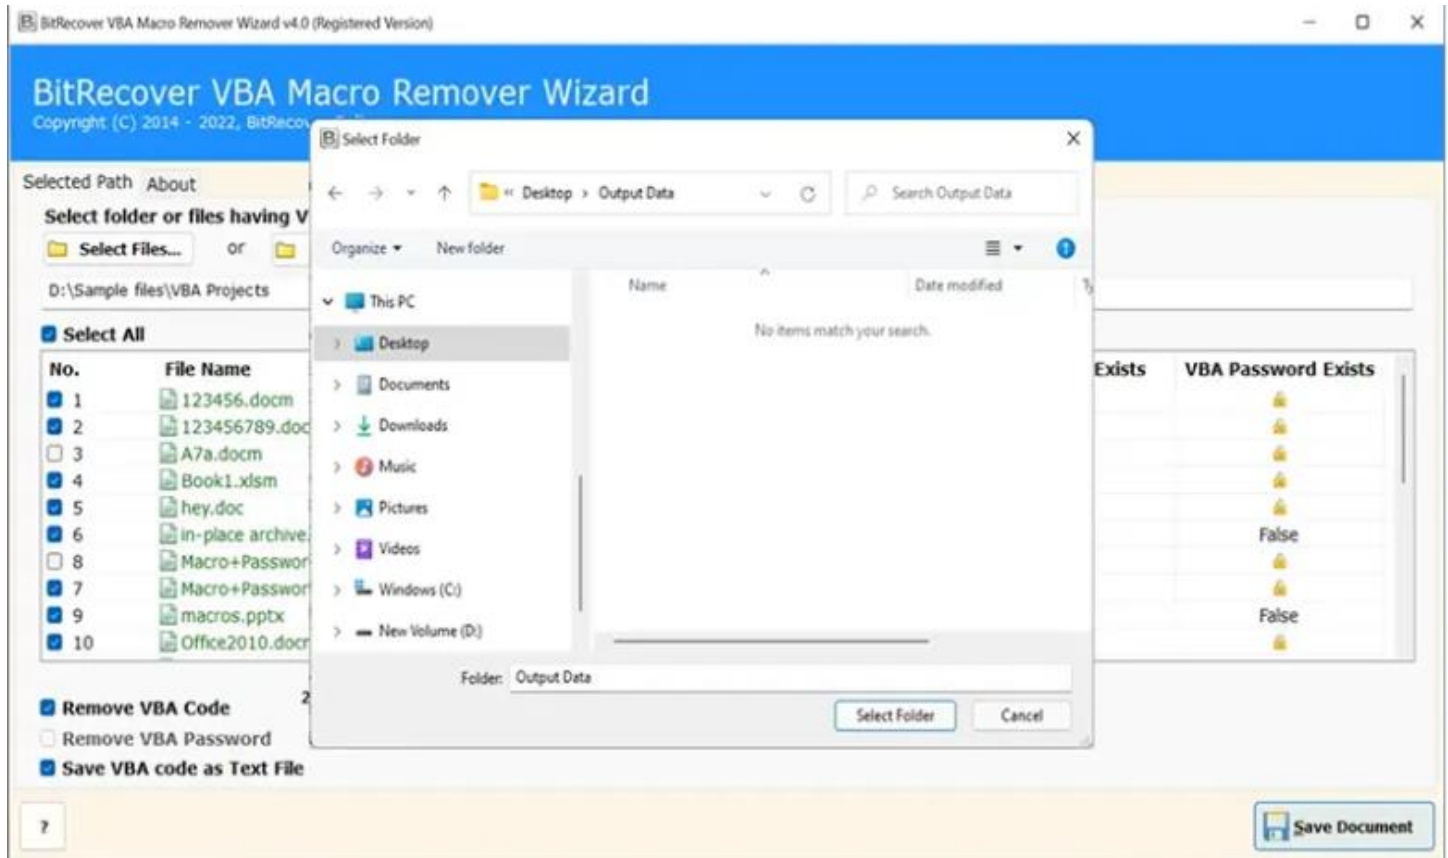 BitRecover VBA Macro Remover Wizard v4.0 (Registered Version)
BitRecover VBA Macro Remover Wizard
Copyright (C) 2014 - 2022, BitRecov
Selected Path About
Select folder or files having V
Select Files... or
D:\Sample files\VBA Projects
Select All
No. File Name Exists VBA Password Exists
1 123456.docm
2 123456789.doc
3 A7a.docm
4 Book1.xlsm
5 hey.doc
6 in-place archive. False
8 Macro+Passwor
7 Macro+Passwor
9 macros.pptx False
10 Office2010.docm
Remove VBA Code 2
Remove VBA Password
Save VBA code as Text File
? Save Document
Select Folder
« Desktop › Output Data Search Output Data
Organize New folder
Name Date modified
This PC
No items match your search.
Desktop
Documents
Downloads
Music
Pictures
Videos
Windows (C:)
New Volume (D:)
Folder: Output Data
Select Folder Cancel